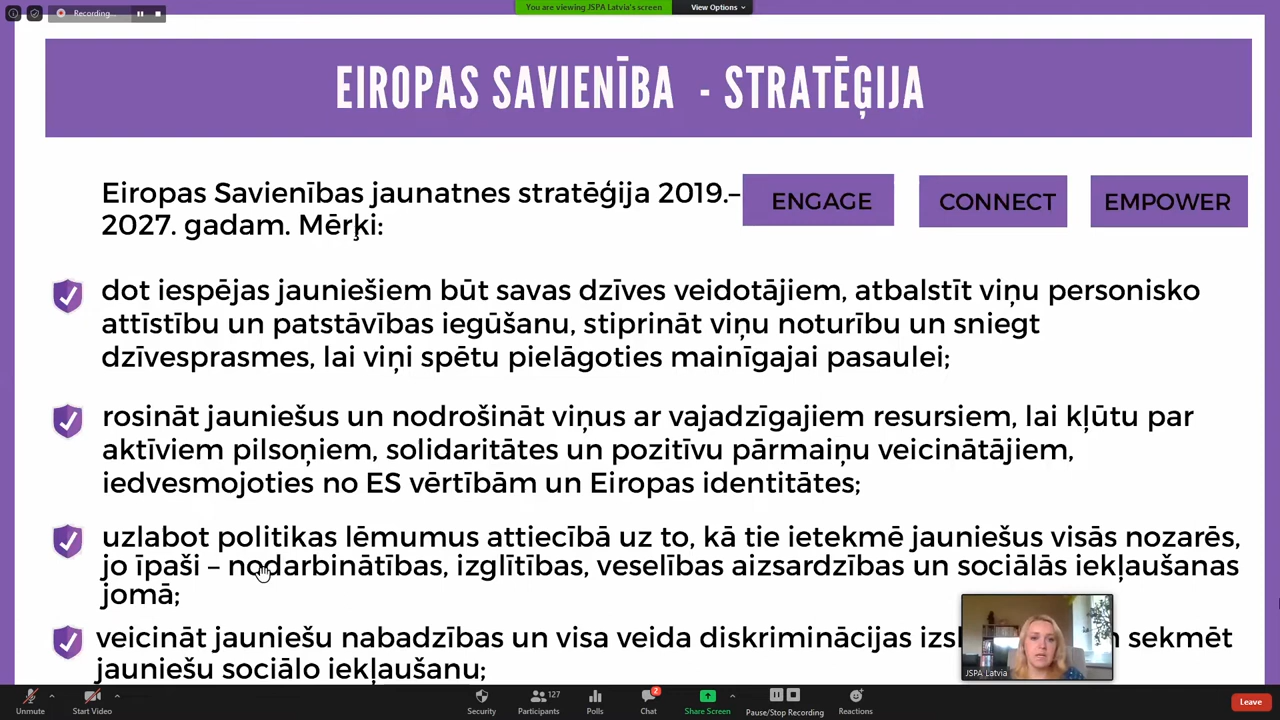 Recording...
You are viewing JSPA Latvia's screen
View Options
EIROPAS SAVIENĪBA - STRATĒĢIJA
Eiropas Savienības jaunatnes stratēģija 2019.–
2027. gadam. Mērķi:
ENGAGE
CONNECT
EMPOWER
dot iespējas jauniešiem būt savas dzīves veidotājiem, atbalstīt viņu personisko
attīstību un patstāvības iegūšanu, stiprināt viņu noturību un sniegt
dzīvesprasmes, lai viņi spētu pielāgoties mainīgajai pasaulei;
rosināt jauniešus un nodrošināt viņus ar vajadzīgajiem resursiem, lai kļūtu par
aktīviem pilsoņiem, solidaritātes un pozitīvu pārmaiņu veicinātājiem,
iedvesmojoties no ES vērtībām un Eiropas identitātes;
uzlabot politikas lēmumus attiecībā uz to, kā tie ietekmē jauniešus visās nozarēs,
jo īpaši – nodarbinātības, izglītības, veselības aizsardzības un sociālās iekļaušanas
jomā;
veicināt jauniešu nabadzības un visa veida diskriminācijas sekmēt
jauniešu sociālo iekļaušanu;
JSPA Latvia
Unmute
Start Video
Security
Participants
127
Polls
Chat
2
Share Screen
Pause/Stop Recording
Reactions
Leave